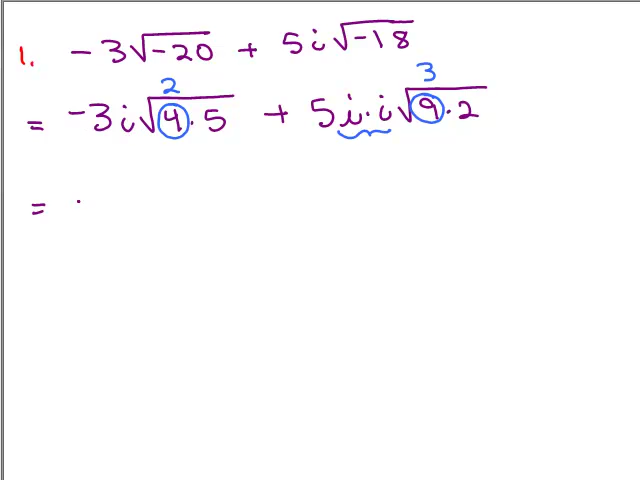 1. -3√-20 + 5i√-18
2 3
= -3i√4·5 + 5i·i√9·2
=